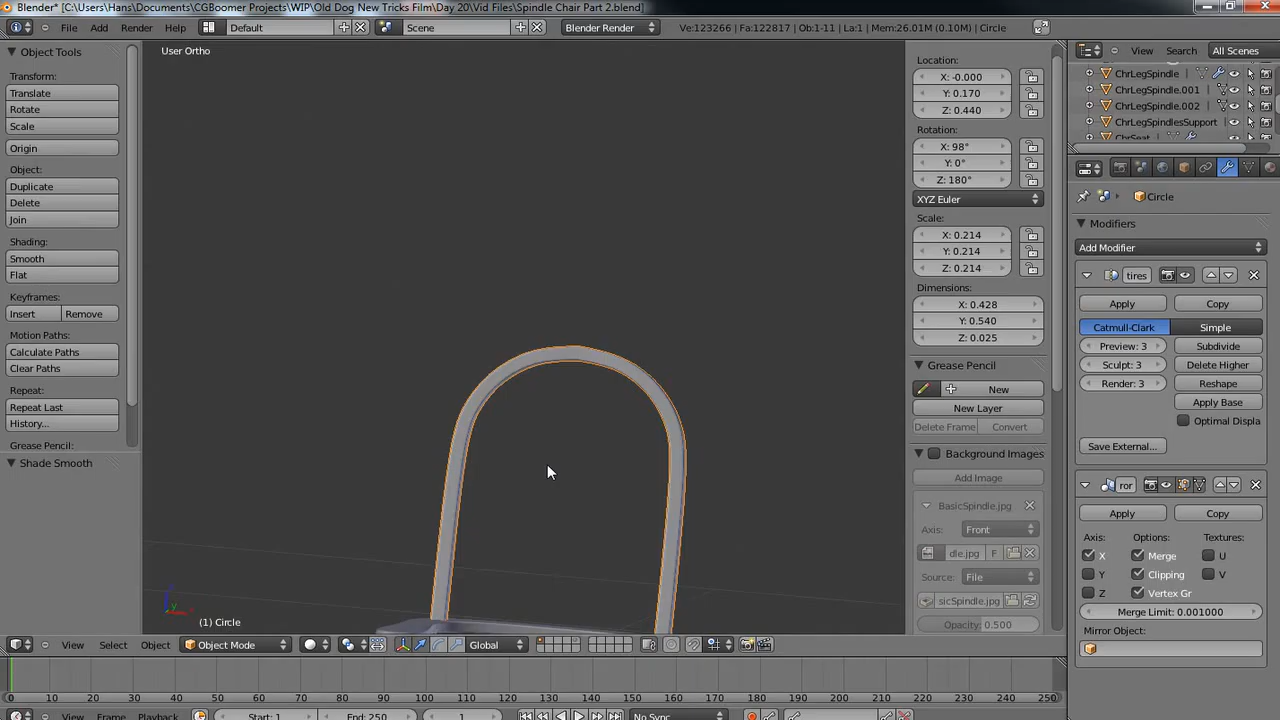 Blender* [C:\Users\Hans\Documents\CGBoomer Projects\WIP\Old Dog New Tricks Film\Day 20\Vid Files\Spindle Chair Part 2.blend]
File Add Render Help Default Scene Blender Render Ve:123266 | Fa:122817 | Ob:1-11 | La:1 | Mem:26.01M (0.10M) | Circle
Object Tools
Transform:
Translate
Rotate
Scale
Origin
Object:
Duplicate
Delete
Join
Shading:
Smooth
Flat
Keyframes:
Insert Remove
Motion Paths:
Calculate Paths
Clear Paths
Repeat:
Repeat Last
History...
Grease Pencil:
Shade Smooth
User Ortho
(1) Circle
Location:
X: -0.000
Y: 0.170
Z: 0.440
Rotation:
X: 98°
Y: 0°
Z: 180°
XYZ Euler
Scale:
X: 0.214
Y: 0.214
Z: 0.214
Dimensions:
X: 0.428
Y: 0.540
Z: 0.025
Grease Pencil
New
New Layer
Delete Frame Convert
Background Images
Add Image
BasicSpindle.jpg
Axis: Front
dle.jpg F
Source: File
sicSpindle.jpg
Opacity: 0.500
View Search All Scenes
ChrLegSpindle
ChrLegSpindle.001
ChrLegSpindle.002
ChrLegSpindlesSupport
ChrSeat
Circle
Modifiers
Add Modifier
tires
Apply Copy
Catmull-Clark Simple
Preview: 3 Subdivide
Sculpt: 3 Delete Higher
Render: 3 Reshape
Apply Base
Optimal Displa
Save External...
ror
Apply Copy
Axis: Options: Textures:
X Merge U
Y Clipping V
Z Vertex Gr
Merge Limit: 0.001000
Mirror Object:
View Select Object Object Mode Global
0 10 20 30 40 50 60 70 80 90 100 110 120 130 140 150 160 170 180 190 200 210 220 230 240 250
View Frame Playback Start: 1 End: 250 1 No Sync